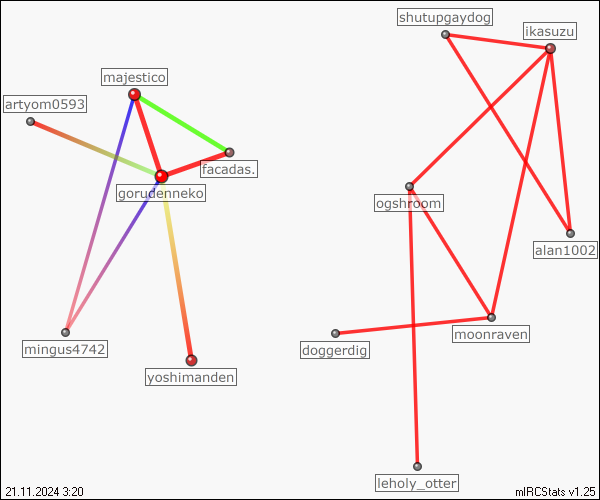 shutupgaydog
ikasuzu
majestico
artyom0593
facadas.
gorudenneko
ogshroom
alan1002
moonraven
mingus4742
doggerdig
yoshimanden
leholy_otter
21.11.2024 3:20
mIRCStats v1.25